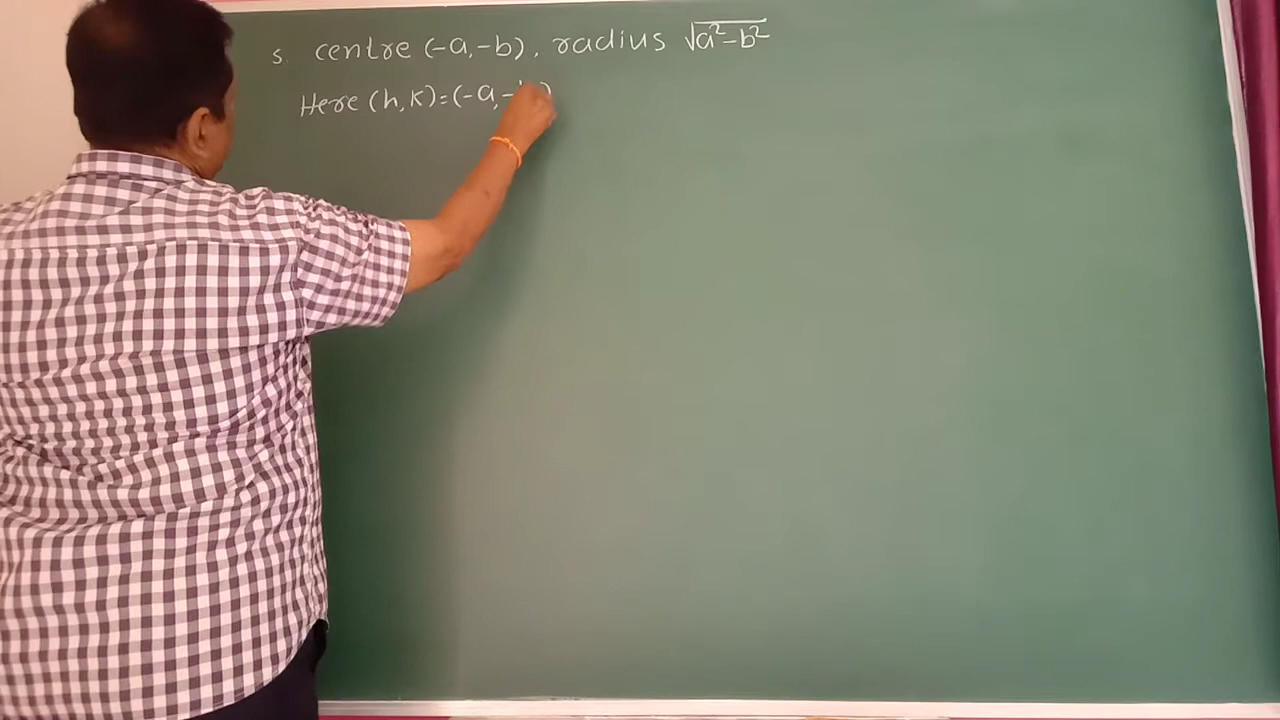 5. centre (-a,-b), radius √a²-b²
Here (h,k)=(-a,-